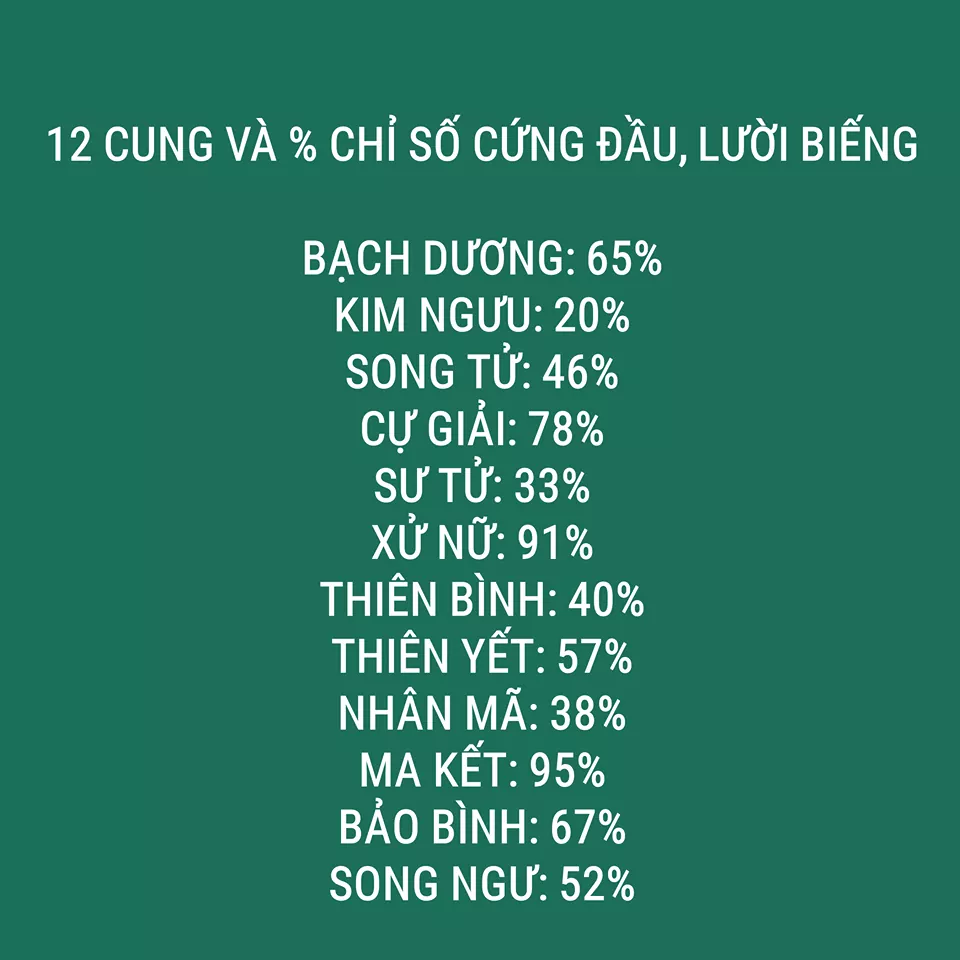 12 CUNG VÀ % CHỈ SỐ CỨNG ĐẦU, LƯỜI BIẾNG
BẠCH DƯƠNG: 65%
KIM NGƯU: 20%
SONG TỬ: 46%
CỰ GIẢI: 78%
SƯ TỬ: 33%
XỬ NỮ: 91%
THIÊN BÌNH: 40%
THIÊN YẾT: 57%
NHÂN MÃ: 38%
MA KẾT: 95%
BẢO BÌNH: 67%
SONG NGƯ: 52%